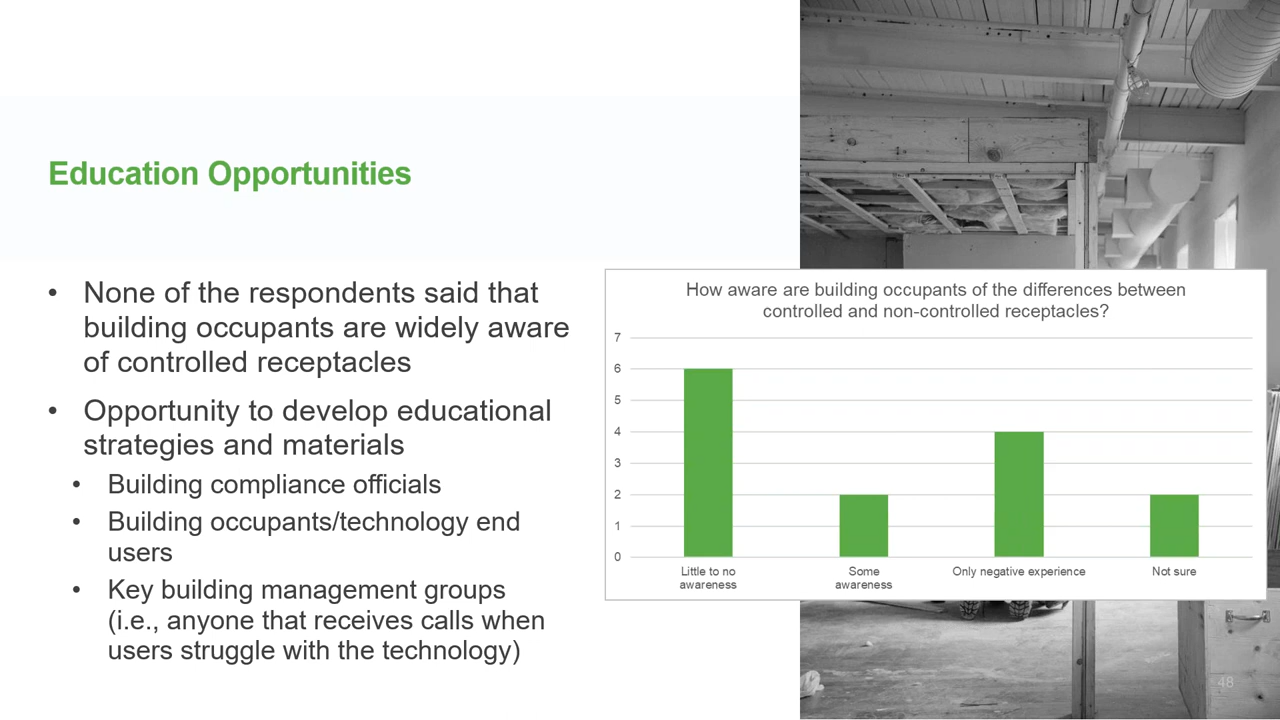 Education Opportunities
• None of the respondents said that
building occupants are widely aware
of controlled receptacles
• Opportunity to develop educational
strategies and materials
• Building compliance officials
• Building occupants/technology end
users
• Key building management groups
(i.e., anyone that receives calls when
users struggle with the technology)
How aware are building occupants of the differences between
controlled and non-controlled receptacles?
7
6
5
4
3
2
1
0
Little to no
awareness
Some
awareness
Only negative experience
Not sure
48